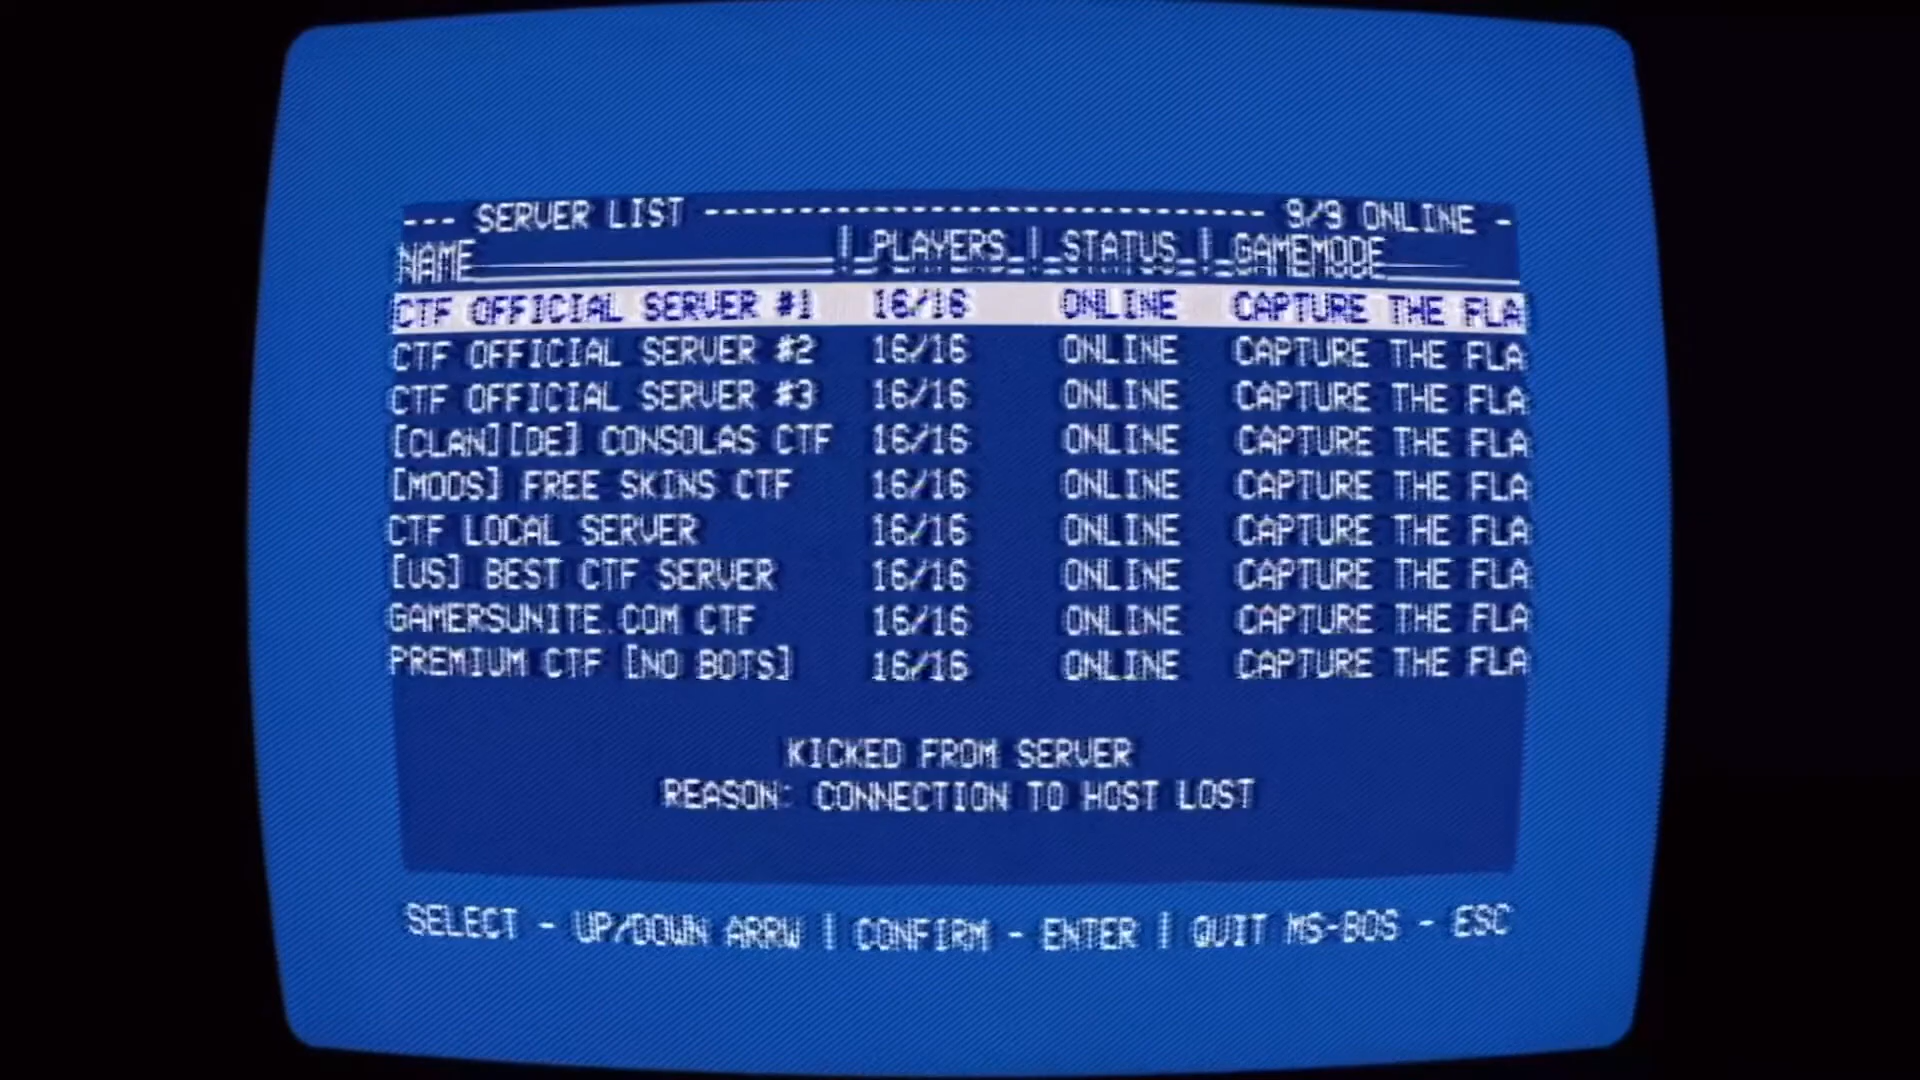 --- SERVER LIST ----------------------------- 9/9 ONLINE -
NAME | PLAYERS | STATUS | GAMEMODE
CTF OFFICIAL SERVER #1 16/16 ONLINE CAPTURE THE FLA
CTF OFFICIAL SERVER #2 16/16 ONLINE CAPTURE THE FLA
CTF OFFICIAL SERVER #3 16/16 ONLINE CAPTURE THE FLA
[CLAN][DE] CONSOLAS CTF 16/16 ONLINE CAPTURE THE FLA
[MODS] FREE SKINS CTF 16/16 ONLINE CAPTURE THE FLA
CTF LOCAL SERVER 16/16 ONLINE CAPTURE THE FLA
[US] BEST CTF SERVER 16/16 ONLINE CAPTURE THE FLA
GAMERSUNITE.COM CTF 16/16 ONLINE CAPTURE THE FLA
PREMIUM CTF [NO BOTS] 16/16 ONLINE CAPTURE THE FLA
KICKED FROM SERVER
REASON: CONNECTION TO HOST LOST
SELECT - UP/DOWN ARRW | CONFIRM - ENTER | QUIT MS-BOS - ESC